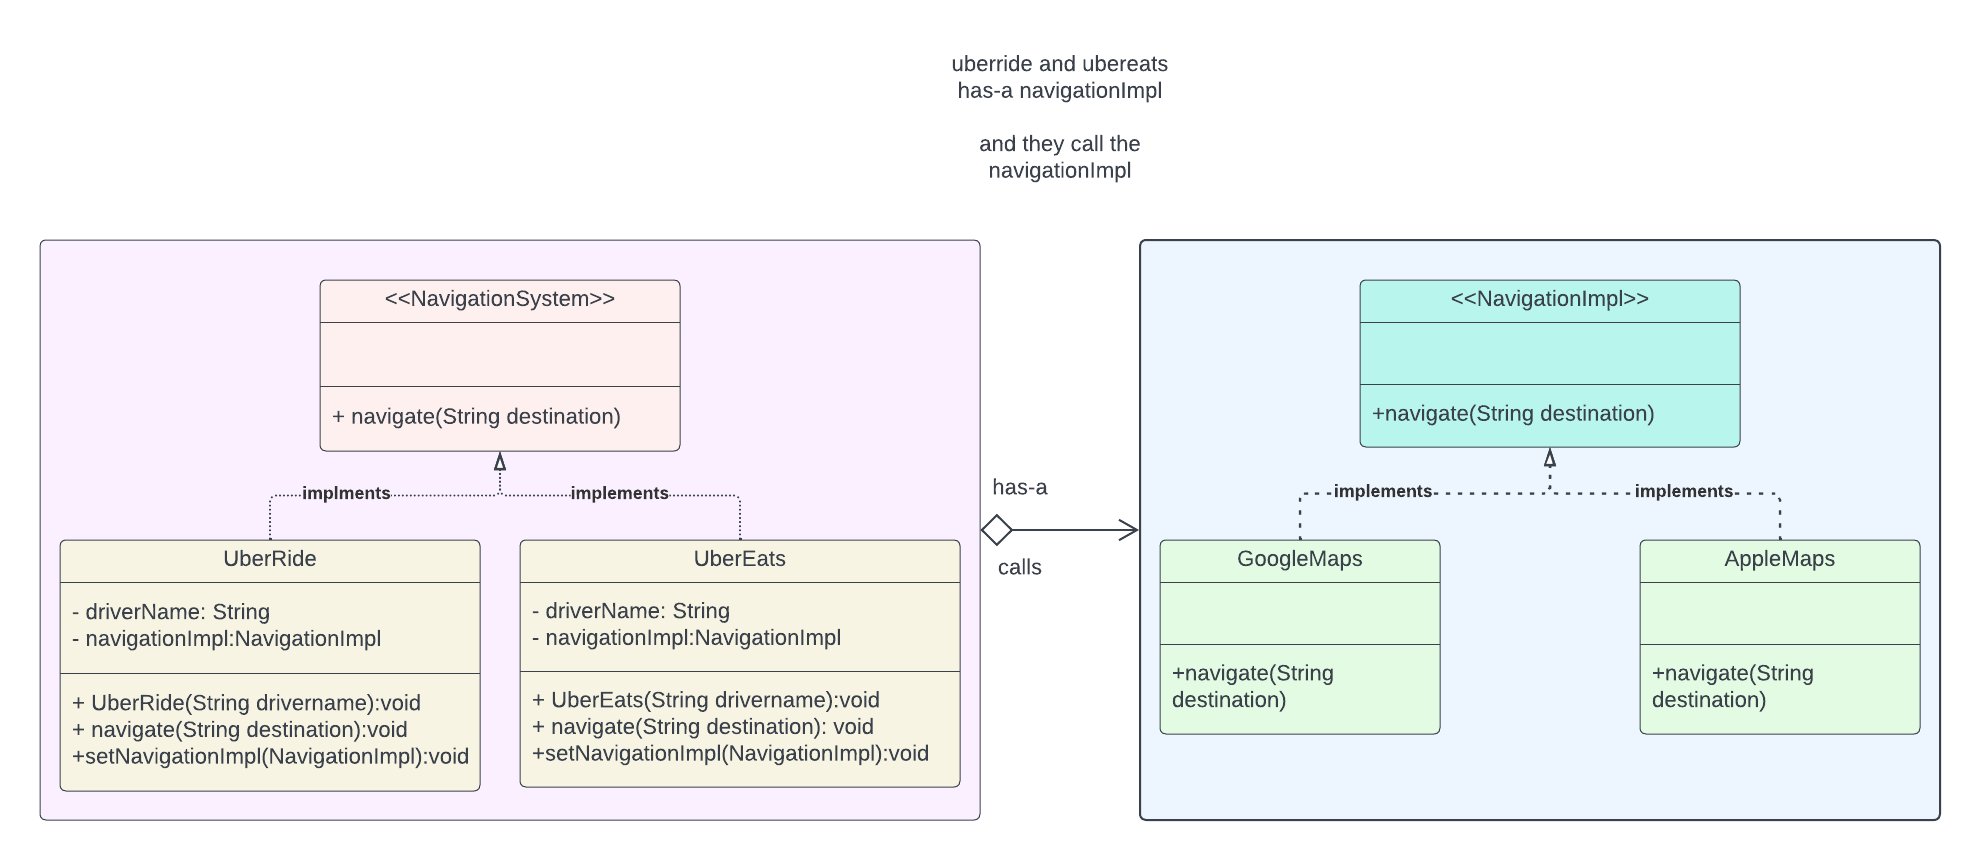 uberride and ubereats
has-a navigationImpl
and they call the
navigationImpl
<<NavigationSystem>>
+ navigate(String destination)
implments
implements
UberRide
- driverName: String
- navigationImpl:NavigationImpl
+ UberRide(String drivername):void
+ navigate(String destination):void
+setNavigationImpl(NavigationImpl):void
UberEats
- driverName: String
- navigationImpl:NavigationImpl
+ UberEats(String drivername):void
+ navigate(String destination): void
+setNavigationImpl(NavigationImpl):void
has-a
calls
<<NavigationImpl>>
+navigate(String destination)
implements
implements
GoogleMaps
+navigate(String
destination)
AppleMaps
+navigate(String
destination)